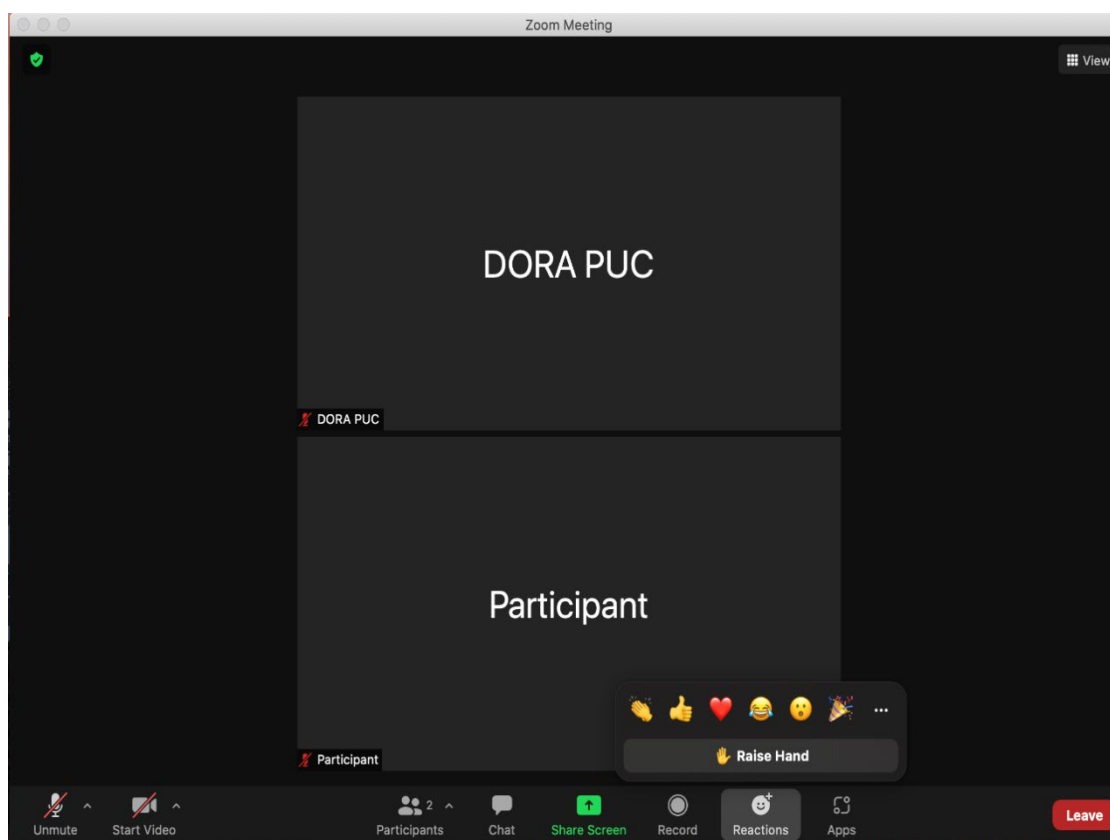 Zoom Meeting
View
DORA PUC
DORA PUC
Participant
Participant
Raise Hand
2
Unmute
Start Video
Participants
Chat
Share Screen
Record
Reactions
Apps
Leave